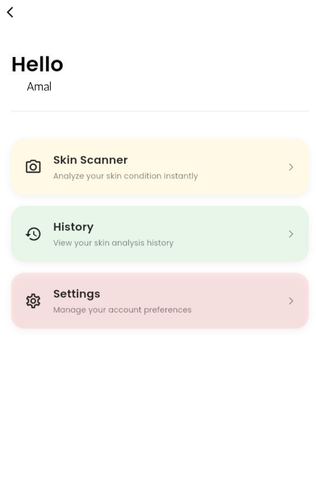 Hello
Amal
Skin Scanner
Analyze your skin condition instantly
History
View your skin analysis history
Settings
Manage your account preferences